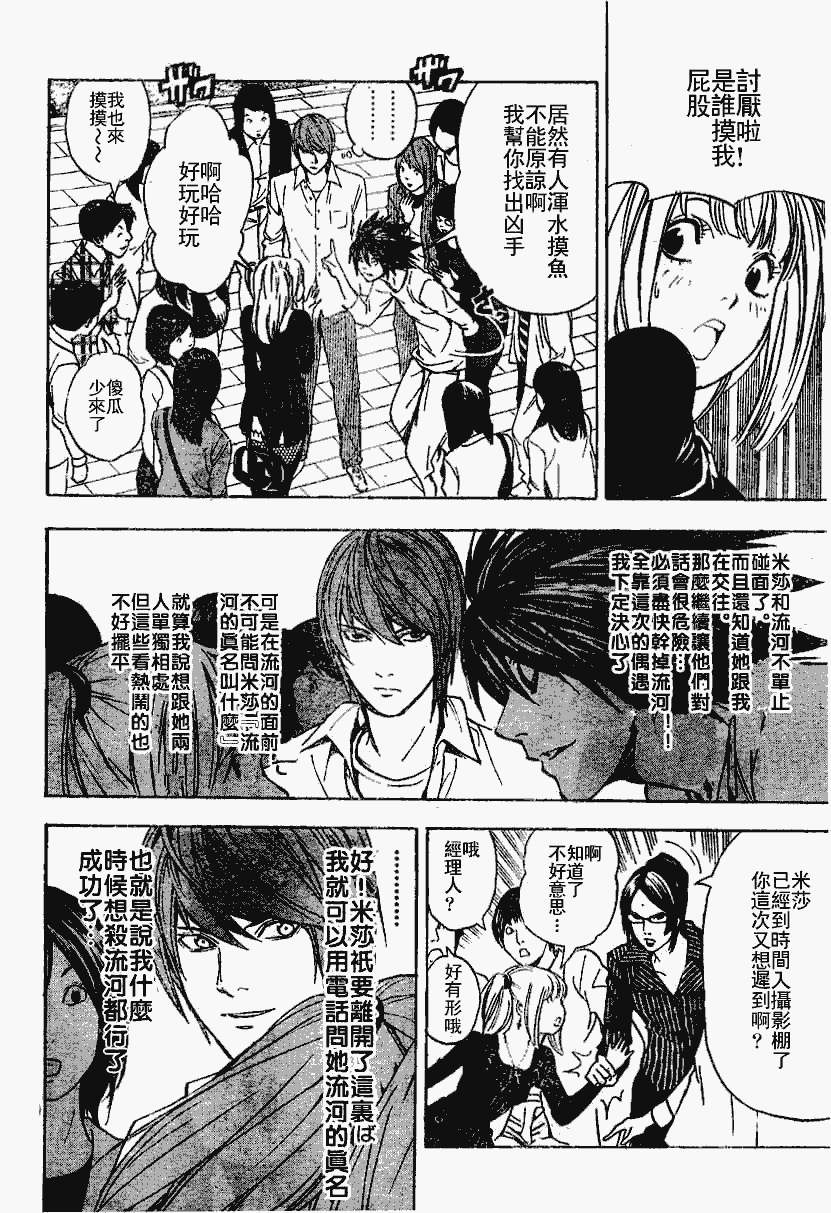 討厭啦!
是誰摸我
屁股
居然有人渾水摸魚
不能原諒啊
我幫你找出凶手
………
啊哈哈
好玩好玩
我也來
摸摸～～
傻瓜
少來了
ザワ
ザワ
米莎和流河不單止
碰面了。
而且還知道她跟我
在交往。
那麼繼續讓他們對
話會很危險…
必須盡快幹掉流河！！
全靠這次的偶遇
我下定決心了
可是在流河的面前
不可能問米莎『流
河的眞名叫什麼』
就算我說想跟她兩
人單獨相處
但這些看熱鬧的也
不好擺平
米莎
已經到時間入攝影棚了
你這次又想遲到啊?
啊
知道了
不好意思…
哦
經理人?
好有形哦
………
好!米莎祇要離開了這裏ば
我就可以用電話問她流河的眞名
也就是說我什麼
時候想殺流河都行了
成功了…